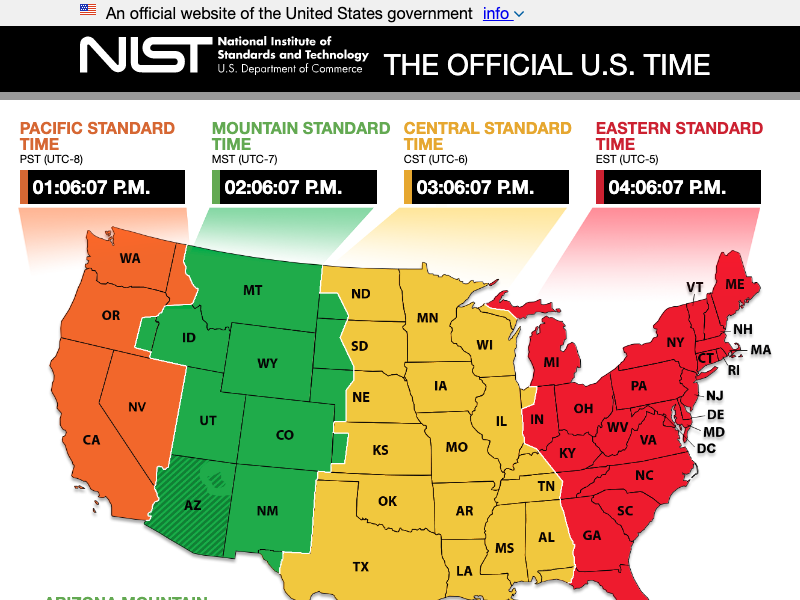 An official website of the United States government info
NIST
National Institute of
Standards and Technology
U.S. Department of Commerce
THE OFFICIAL U.S. TIME
PACIFIC STANDARD
TIME
PST (UTC-8)
01:06:07 P.M.
MOUNTAIN STANDARD
TIME
MST (UTC-7)
02:06:07 P.M.
CENTRAL STANDARD
TIME
CST (UTC-6)
03:06:07 P.M.
EASTERN STANDARD
TIME
EST (UTC-5)
04:06:07 P.M.
WA
OR
CA
NV
MT
ID
WY
UT
CO
AZ
NM
ND
SD
NE
KS
OK
TX
MN
IA
MO
AR
LA
WI
IL
MS
AL
TN
MI
IN
OH
KY
WV
VA
NC
SC
GA
PA
NY
VT
ME
NH
MA
CT
RI
NJ
DE
MD
DC
ARIZONA MOUNTAIN